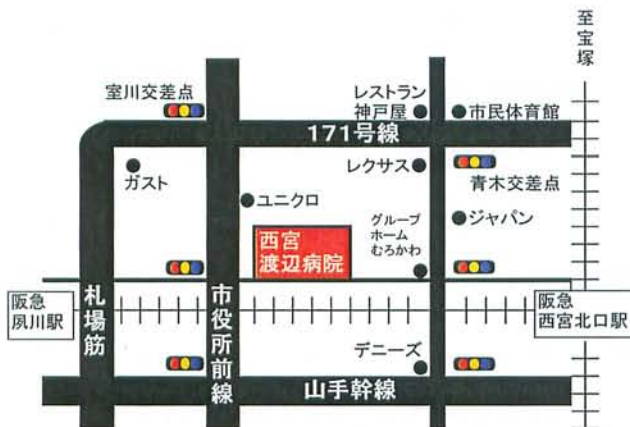 至宝塚
室川交差点
レストラン
神戸屋
市民体育館
171号線
ガスト
レクサス
青木交差点
ユニクロ
ジャパン
西宮
渡辺病院
グループ
ホーム
むろかわ
阪急
夙川駅
札場筋
市役所前線
阪急
西宮北口駅
デニーズ
山手幹線